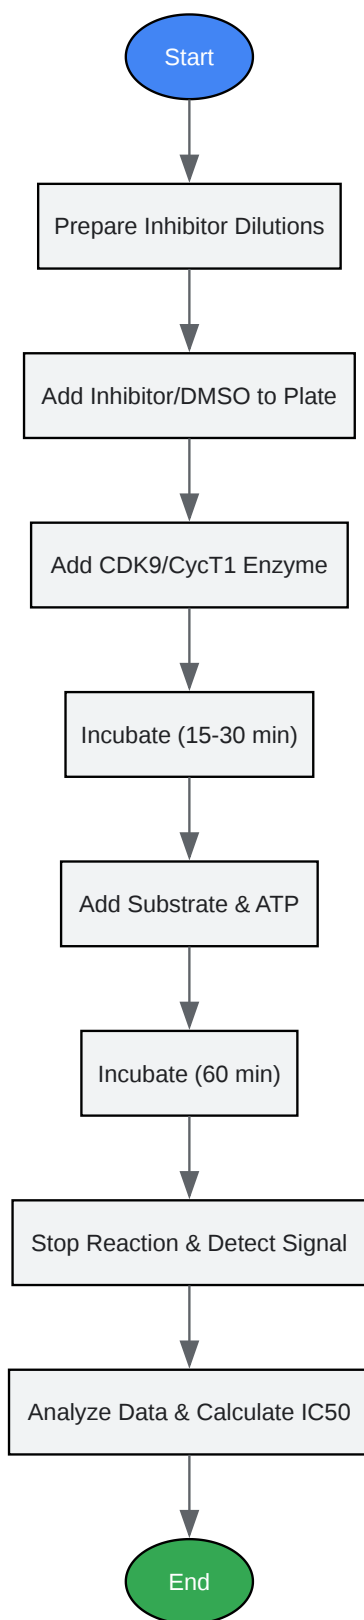 Start
Prepare Inhibitor Dilutions
Add Inhibitor/DMSO to Plate
Add CDK9/CycT1 Enzyme
Incubate (15-30 min)
Add Substrate & ATP
Incubate (60 min)
Stop Reaction & Detect Signal
Analyze Data & Calculate IC50
End